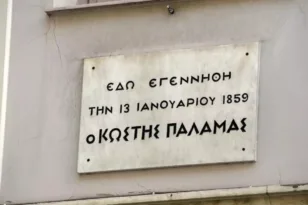 ΕΔΩ ΕΓΕΝΝΗΘΗ
ΤΗΝ 13 ΙΑΝΟΥΑΡΙΟΥ 1859
Ο ΚΩΣΤΗΣ ΠΑΛΑΜΑΣ